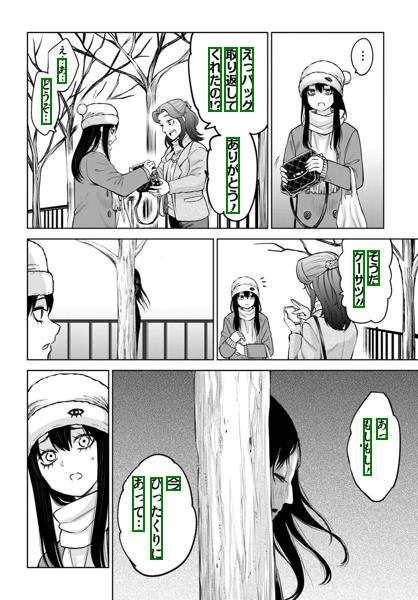 …
えっバッグ
取り返して
くれたの!?
ありがとう!
え…あ…
どうぞ…
そうだ
ケーサツ!!
あっ
もしもし!
今
ひったくりに
あって…